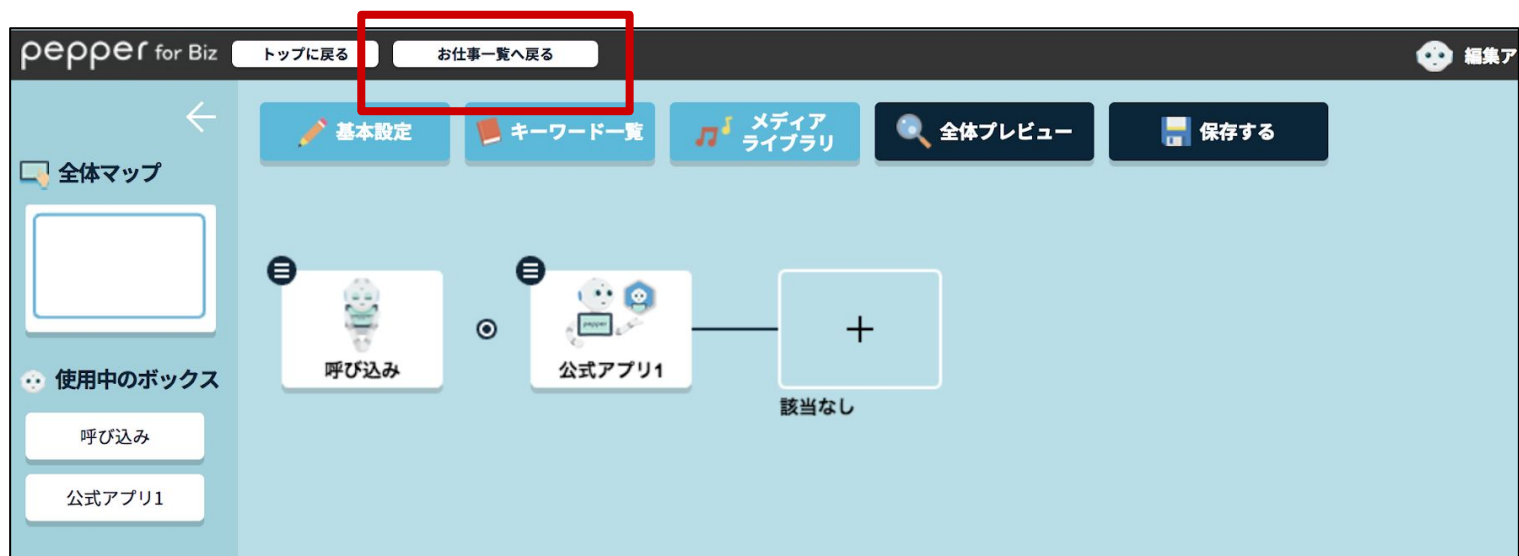 pepper for Biz トップに戻る お仕事一覧へ戻る 編集ア
基本設定 キーワード一覧 メディア
ライブラリ 全体プレビュー 保存する
全体マップ
pepper
呼び込み 公式アプリ1
該当なし
使用中のボックス
呼び込み
公式アプリ1